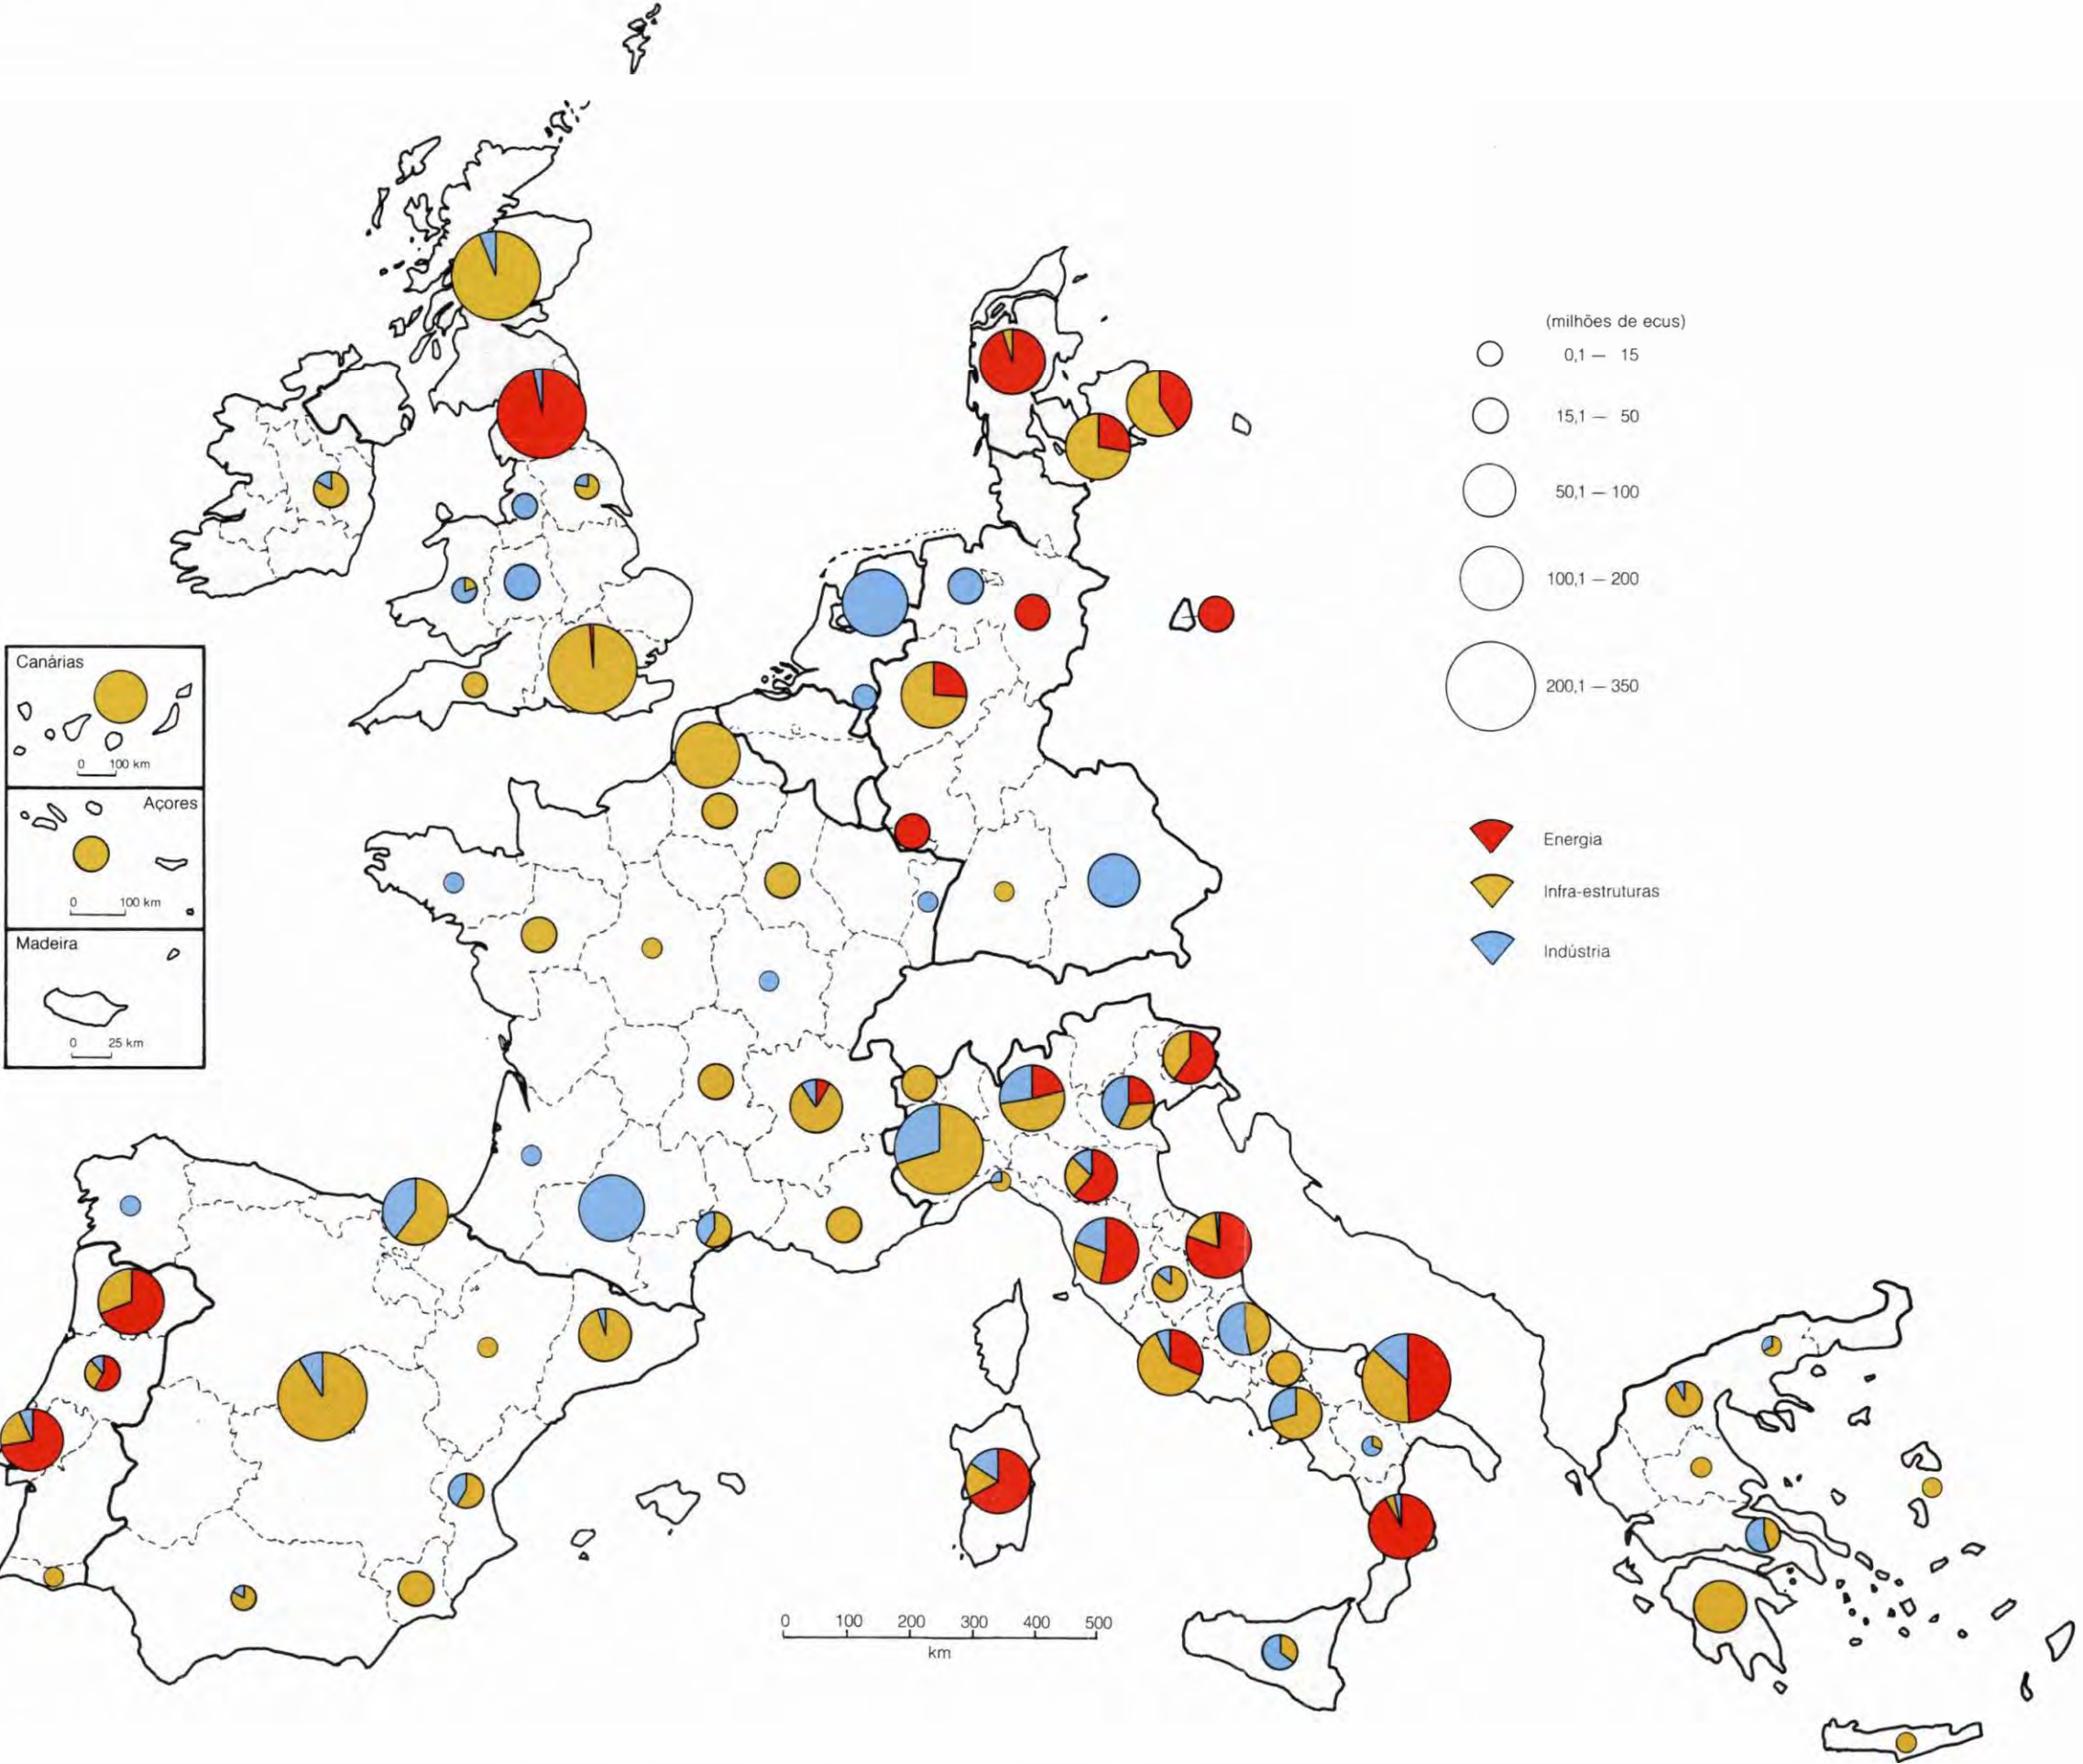 (milhões de ecus)
0,1 — 15
15,1 — 50
50,1 — 100
100,1 — 200
200,1 — 350
Energia
Infra-estruturas
Indústria
Canárias
0 100 km
Açores
0 100 km
Madeira
0 25 km
0 100 200 300 400 500
km